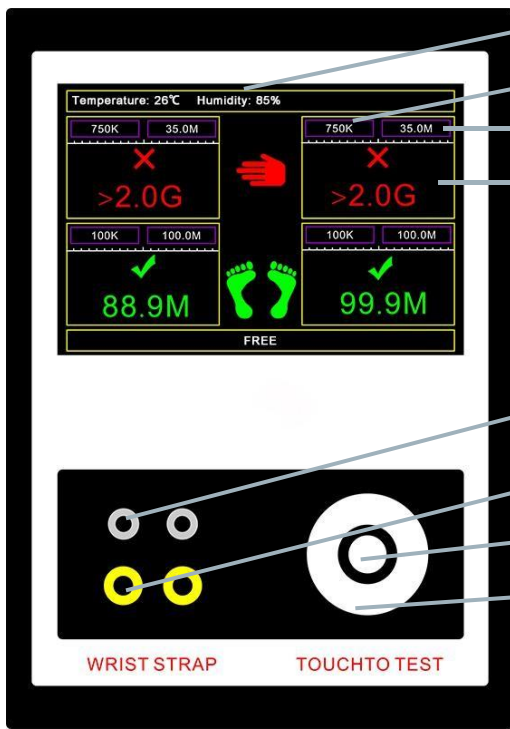 Temperature: 26℃ Humidity: 85%
750K 35.0M 750K 35.0M
>2.0G >2.0G
100K 100.0M 100K 100.0M
88.9M 99.9M
FREE
WRIST STRAP TOUCHTO TEST